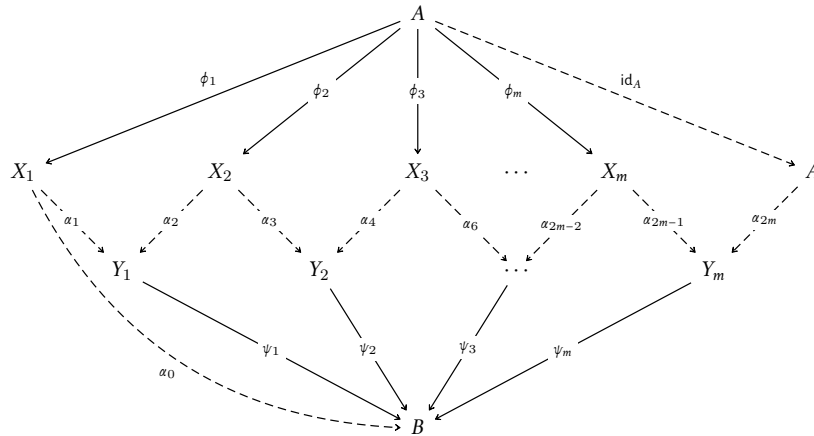 A
ϕ₁ ϕ₂ ϕ₃ ϕₘ id_A
X₁ X₂ X₃ ⋯ Xₘ A
α₁ α₂ α₃ α₄ α₆ α₂ₘ₋₂ α₂ₘ₋₁ α₂ₘ
Y₁ Y₂ ⋯ Yₘ
α₀ ψ₁ ψ₂ ψ₃ ψₘ
B